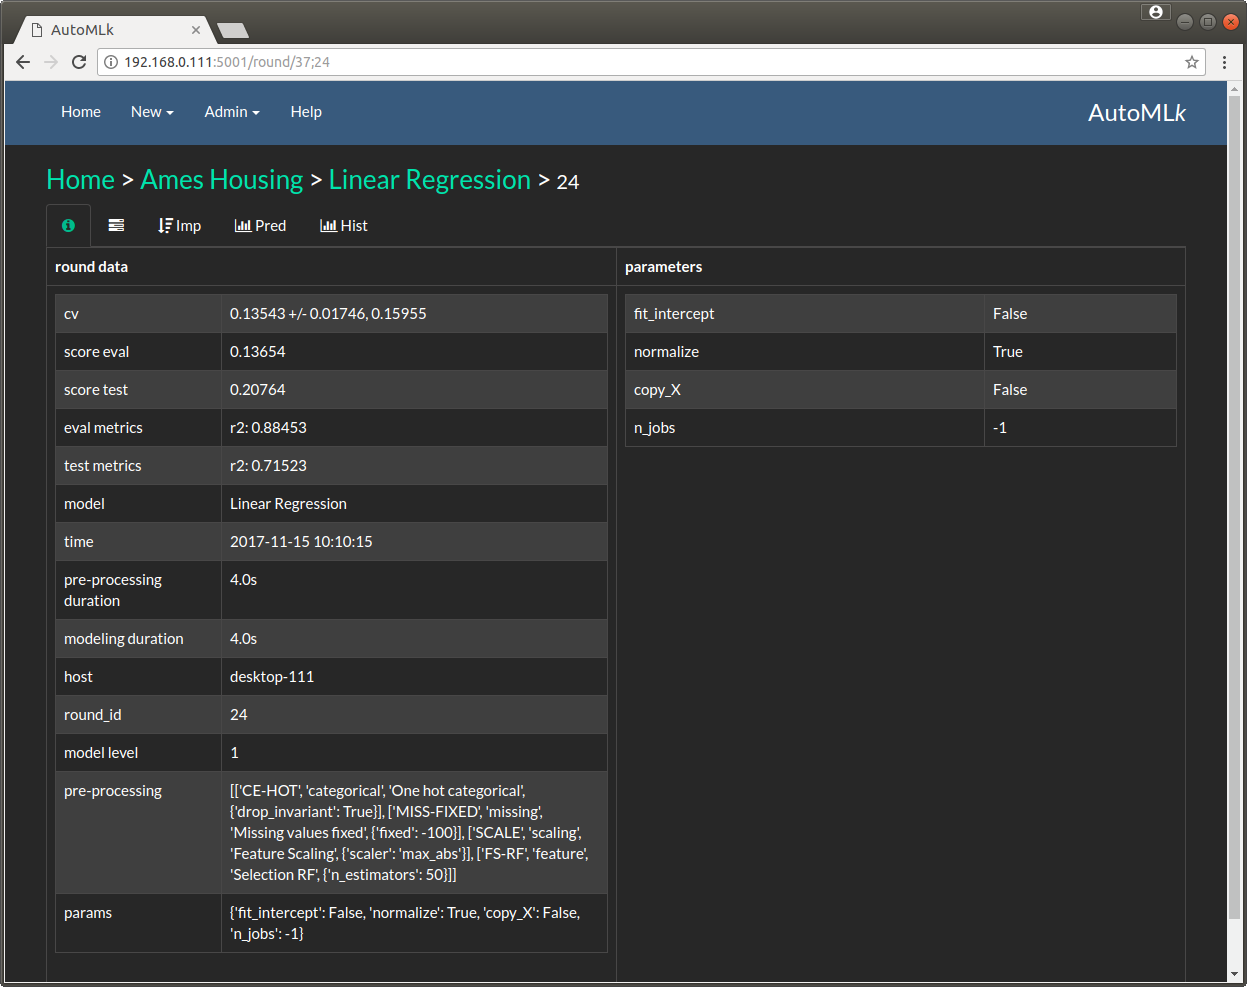 AutoMLk
192.168.0.111:5001/round/37;24
Home New Admin Help AutoMLk
Home > Ames Housing > Linear Regression > 24
Imp Pred Hist
round data
cv 0.13543 +/- 0.01746, 0.15955
score eval 0.13654
score test 0.20764
eval metrics r2: 0.88453
test metrics r2: 0.71523
model Linear Regression
time 2017-11-15 10:10:15
pre-processing
duration
4.0s
modeling duration 4.0s
host desktop-111
round_id 24
model level 1
pre-processing
[['CE-HOT', 'categorical', 'One hot categorical',
{'drop_invariant': True}], ['MISS-FIXED', 'missing',
'Missing values fixed', {'fixed': -100}], ['SCALE', 'scaling',
'Feature Scaling', {'scaler': 'max_abs'}], ['FS-RF', 'feature',
'Selection RF', {'n_estimators': 50}]]
params
{'fit_intercept': False, 'normalize': True, 'copy_X': False,
'n_jobs': -1}
parameters
fit_intercept False
normalize True
copy_X False
n_jobs -1